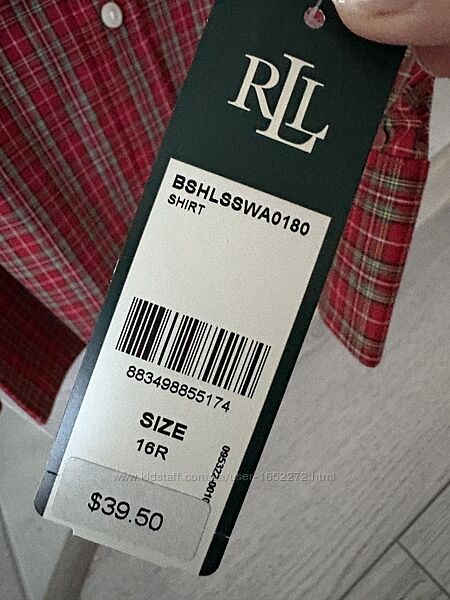 RLL
BSHLSSWA0180
SHIRT
883498855174
SIZE
16R
$39.50